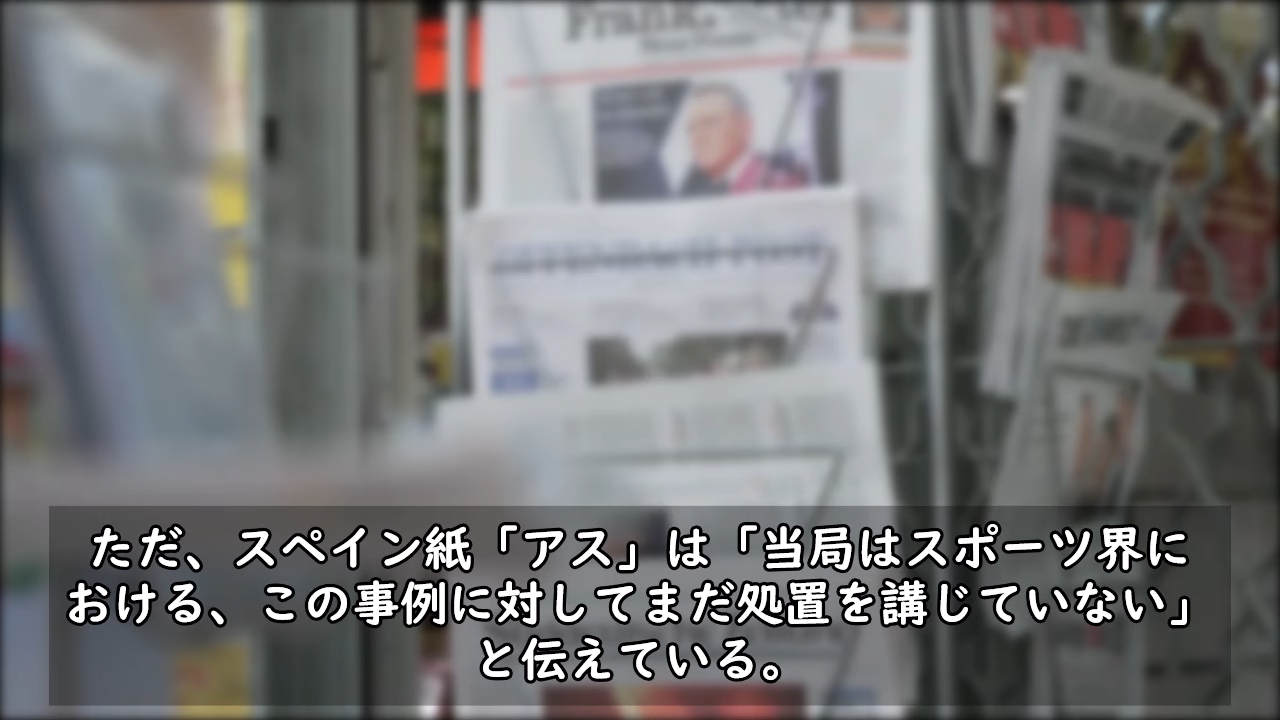 ただ、スペイン紙「アス」は「当局はスポーツ界に
おける、この事例に対してまだ処置を講じていない」
と伝えている。